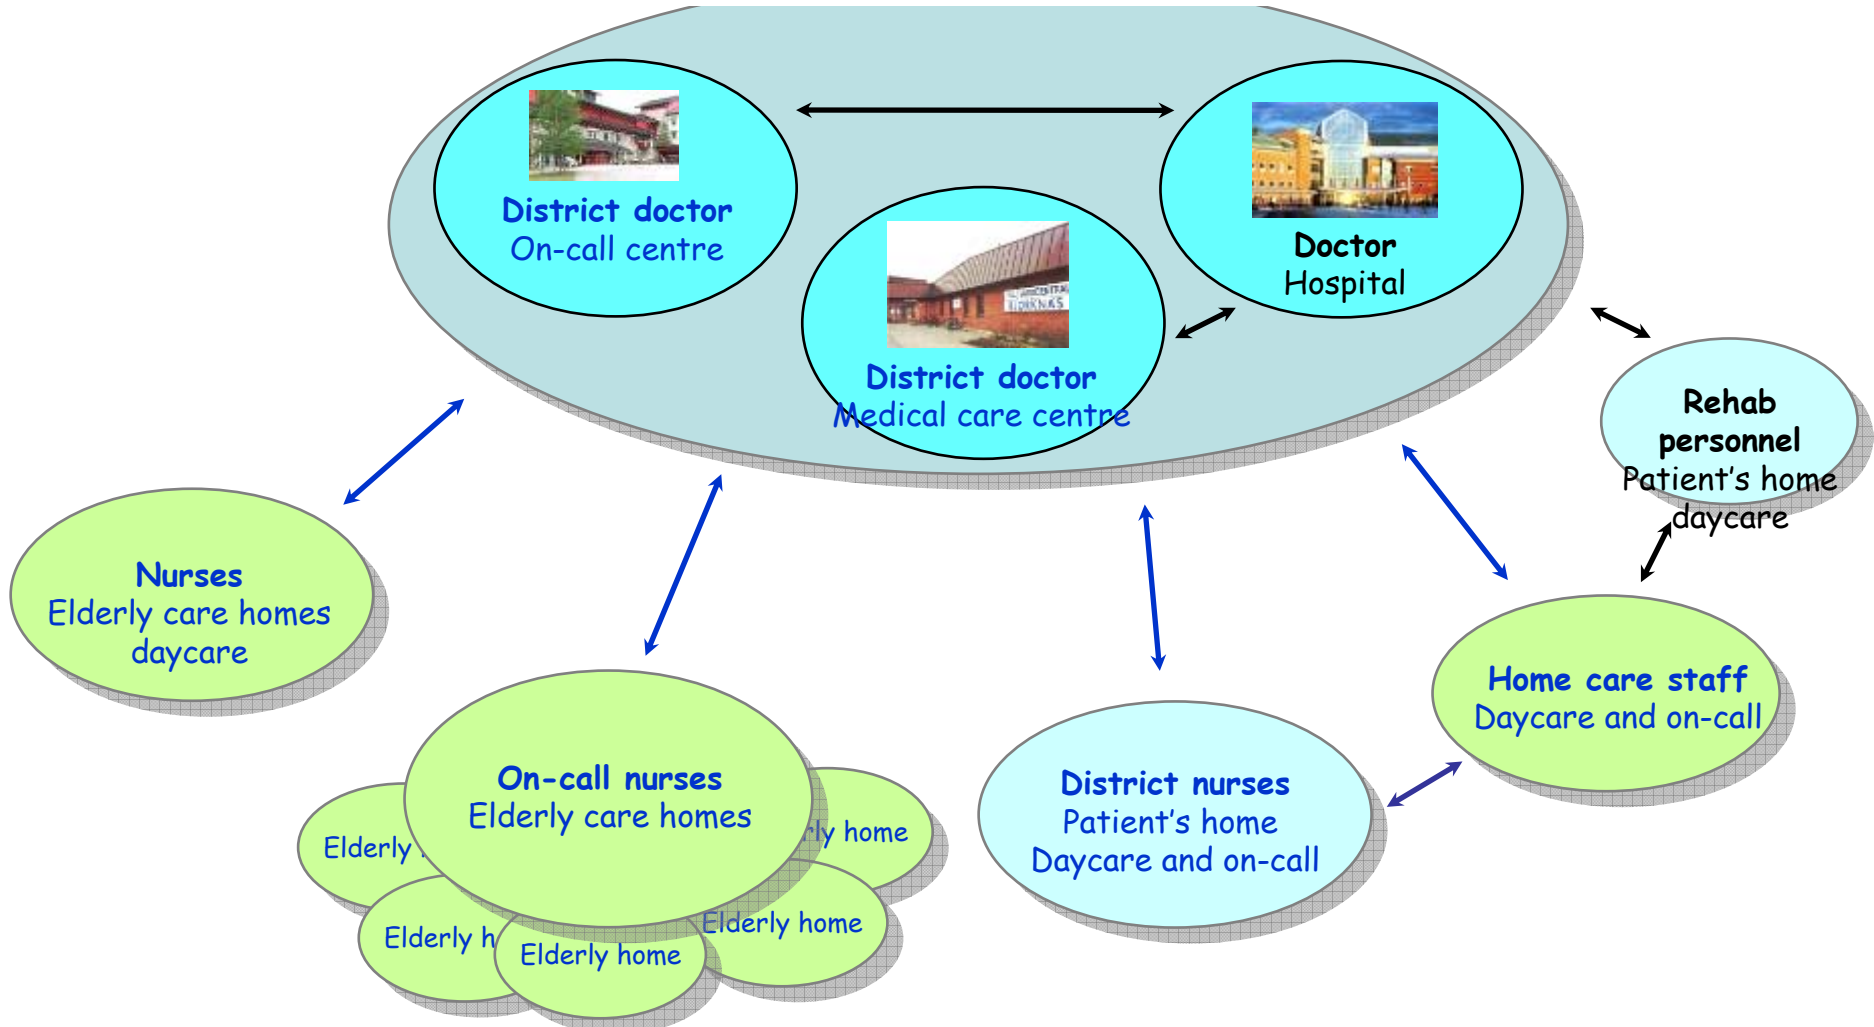 District doctor
On-call centre
Doctor
Hospital
District doctor
Medical care centre
Rehab
personnel
Patient's home
daycare
Nurses
Elderly care homes
daycare
Home care staff
Daycare and on-call
On-call nurses
Elderly care homes
District nurses
Patient's home
Daycare and on-call
Elderly
rly home
Elderly h
Elderly home
Elderly home